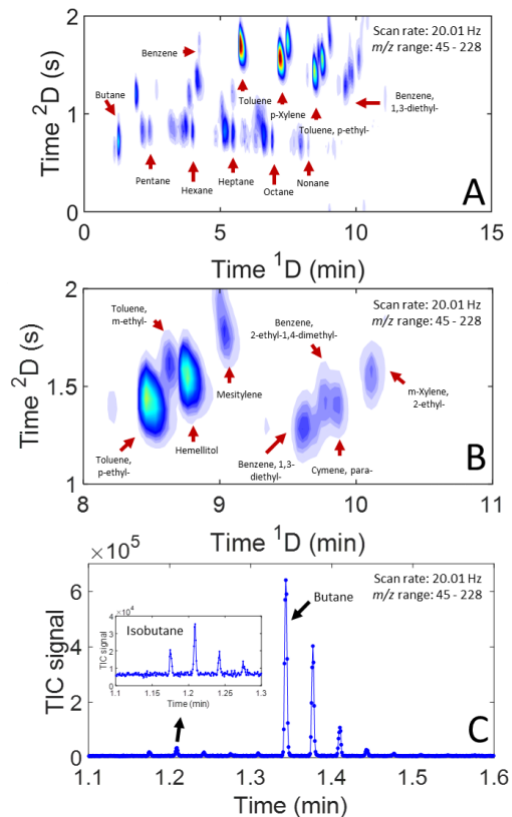 2
Scan rate: 20.01 Hz
m/z range: 45 - 228
Benzene
Butane
Toluene
p-Xylene
Toluene, p-ethyl-
Benzene,
1,3-diethyl-
Pentane
Hexane
Heptane
Octane
Nonane
1
0
Time ²D (s)
A
0
5
10
15
Time ¹D (min)
2
Scan rate: 20.01 Hz
m/z range: 45 - 228
Toluene,
m-ethyl-
Benzene,
2-ethyl-1,4-dimethyl-
1.5
Time ²D (s)
Mesitylene
m-Xylene,
2-ethyl-
Toluene,
p-ethyl-
Hemellitol
Benzene, 1,3-
diethyl-
Cymene, para-
B
1
8
9
10
11
Time ¹D (min)
×10⁵
Scan rate: 20.01 Hz
m/z range: 45 - 228
6
4
2
0
TIC signal
Butane
×10⁴
Isobutane
4
3
2
1
0
TIC signal
1.1
1.15
1.2
1.25
1.3
Time (min)
C
1.1
1.2
1.3
1.4
1.5
1.6
Time (min)